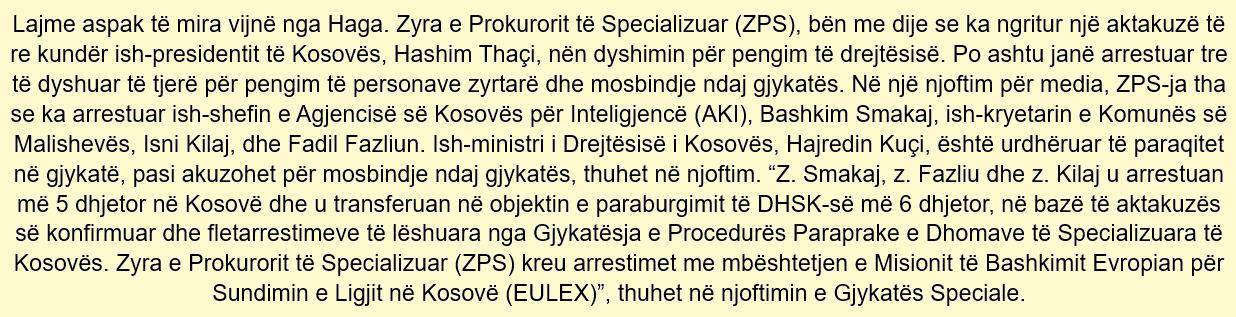 Lajme aspak të mira vijnë nga Haga. Zyra e Prokurorit të Specializuar (ZPS), bën me dije se ka ngritur një aktakuzë të
re kundër ish-presidentit të Kosovës, Hashim Thaçi, nën dyshimin për pengim të drejtësisë. Po ashtu janë arrestuar tre
të dyshuar të tjerë për pengim të personave zyrtarë dhe mosbindje ndaj gjykatës. Në një njoftim për media, ZPS-ja tha
se ka arrestuar ish-shefin e Agjencisë së Kosovës për Inteligjencë (AKI), Bashkim Smakaj, ish-kryetarin e Komunës së
Malishevës, Isni Kilaj, dhe Fadil Fazliun. Ish-ministri i Drejtësisë i Kosovës, Hajredin Kuçi, është urdhëruar të paraqitet
në gjykatë, pasi akuzohet për mosbindje ndaj gjykatës, thuhet në njoftim. “Z. Smakaj, z. Fazliu dhe z. Kilaj u arrestuan
më 5 dhjetor në Kosovë dhe u transferuan në objektin e paraburgimit të DHSK-së më 6 dhjetor, në bazë të aktakuzës
së konfirmuar dhe fletarrestimeve të lëshuara nga Gjykatësja e Procedurës Paraprake e Dhomave të Specializuara të
Kosovës. Zyra e Prokurorit të Specializuar (ZPS) kreu arrestimet me mbështetjen e Misionit të Bashkimit Evropian për
Sundimin e Ligjit në Kosovë (EULEX)”, thuhet në njoftimin e Gjykatës Speciale.